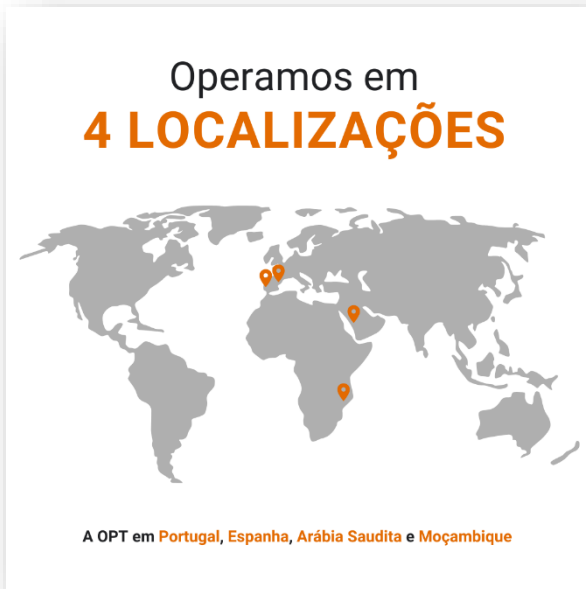 Operamos em
4 LOCALIZAÇÕES
A OPT em Portugal, Espanha, Arábia Saudita e Moçambique